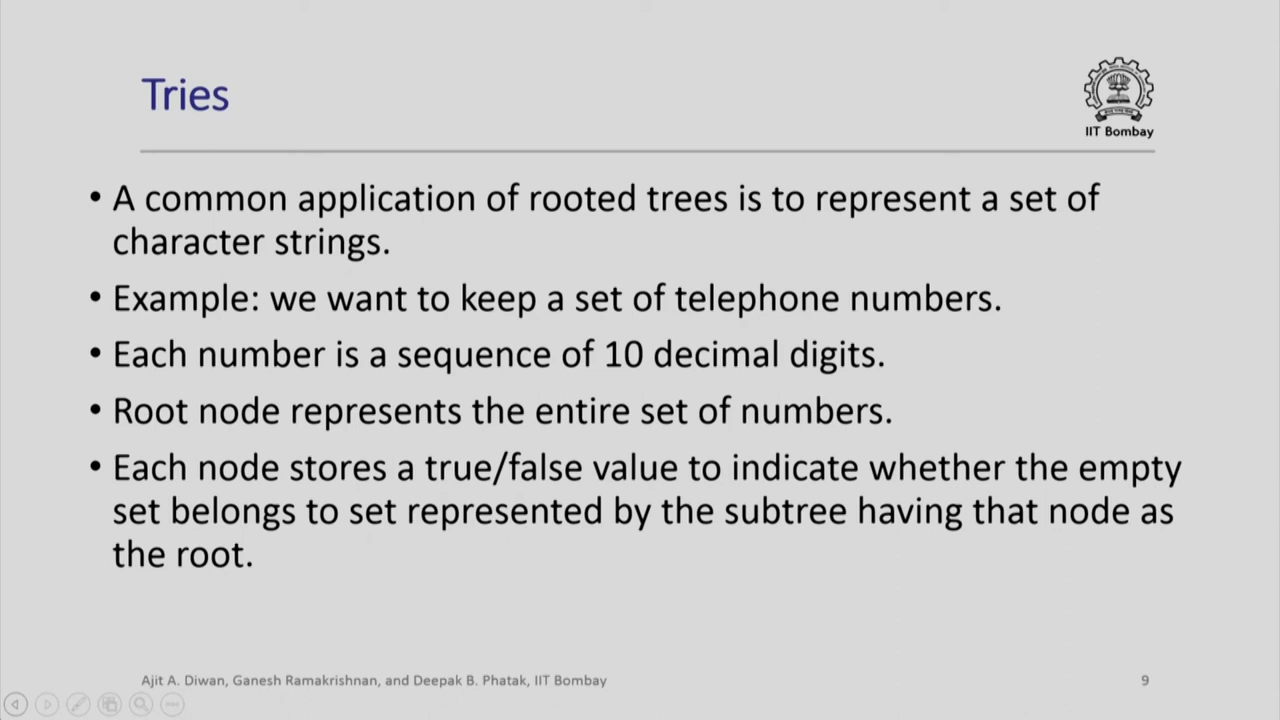 Tries
IIT Bombay
• A common application of rooted trees is to represent a set of
character strings.
• Example: we want to keep a set of telephone numbers.
• Each number is a sequence of 10 decimal digits.
• Root node represents the entire set of numbers.
• Each node stores a true/false value to indicate whether the empty
set belongs to set represented by the subtree having that node as
the root.
Ajit A. Diwan, Ganesh Ramakrishnan, and Deepak B. Phatak, IIT Bombay
9